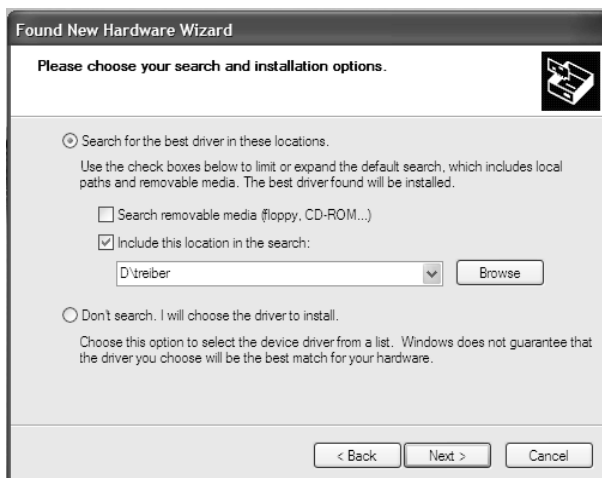 Found New Hardware Wizard
Please choose your search and installation options.
Search for the best driver in these locations.
Use the check boxes below to limit or expand the default search, which includes local
paths and removable media. The best driver found will be installed.
Search removable media (floppy, CD-ROM...)
Include this location in the search:
D\treiber
Browse
Don't search. I will choose the driver to install.
Choose this option to select the device driver from a list. Windows does not guarantee that
the driver you choose will be the best match for your hardware.
< Back
Next >
Cancel